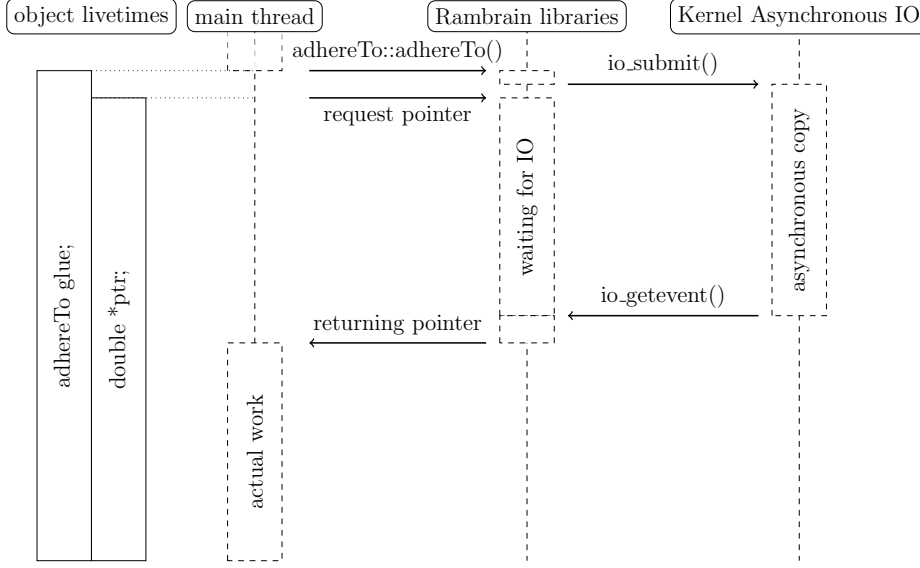 object livetimes
main thread
Rambrain libraries
Kernel Asynchronous IO
adhereTo::adhereTo()
io_submit()
request pointer
waiting for IO
asynchronous copy
adhereTo glue;
double *ptr;
io_getevent()
returning pointer
actual work